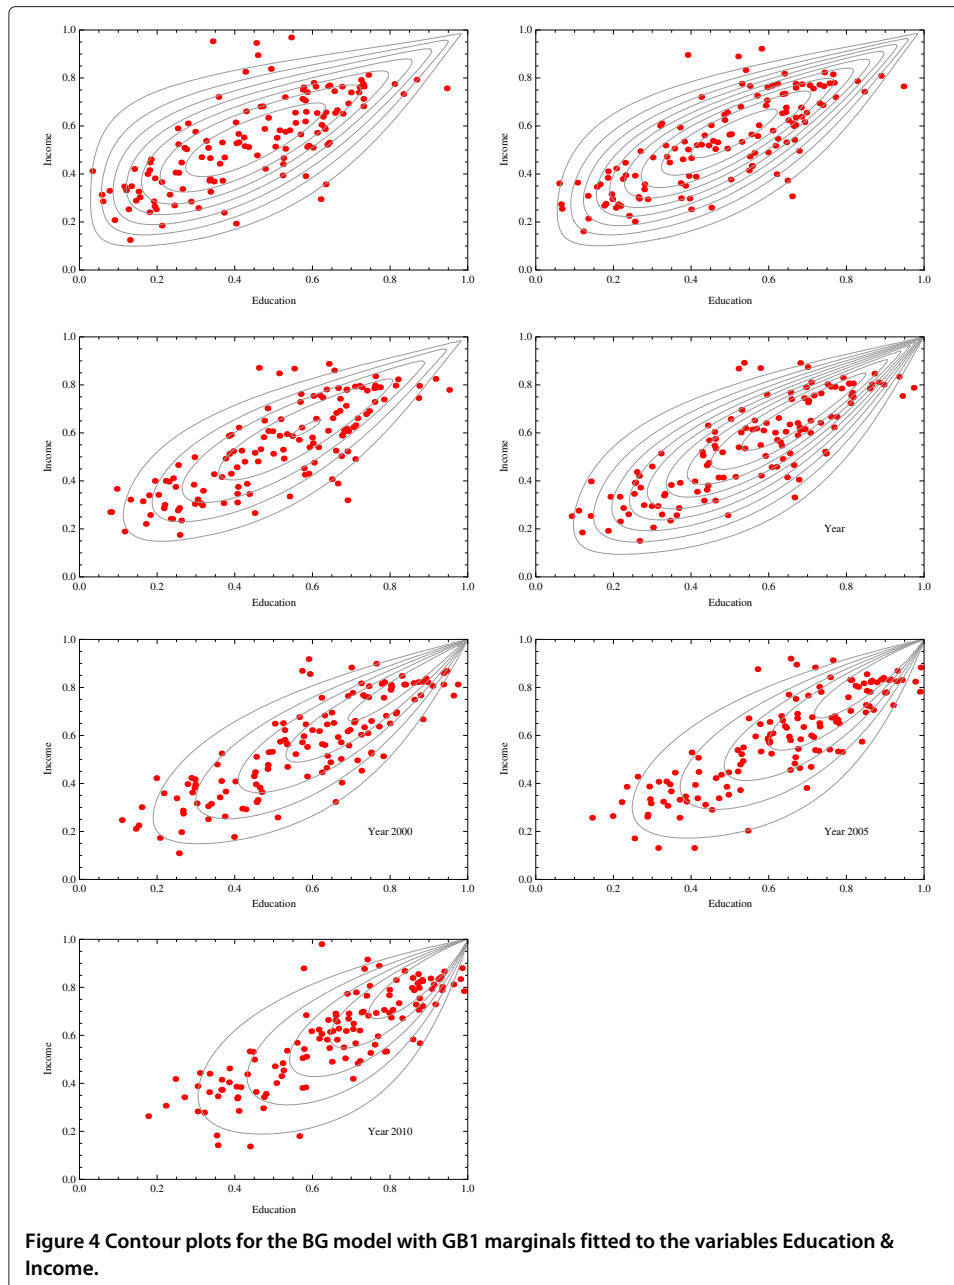 1.0 1.0
0.8 0.8
0.6 0.6
Income Income
0.4 0.4
0.2 0.2
0.0 0.0
0.0 0.2 0.4 0.6 0.8 1.0 0.0 0.2 0.4 0.6 0.8 1.0
Education Education
1.0 1.0
0.8 0.8
0.6 0.6
Income Income
0.4 0.4
0.2 0.2
Year
0.0 0.0
0.0 0.2 0.4 0.6 0.8 1.0 0.0 0.2 0.4 0.6 0.8 1.0
Education Education
1.0 1.0
0.8 0.8
0.6 0.6
Income Income
0.4 0.4
0.2 Year 2000 0.2 Year 2005
0.0 0.0
0.0 0.2 0.4 0.6 0.8 1.0 0.0 0.2 0.4 0.6 0.8 1.0
Education Education
1.0
0.8
0.6
Income
0.4
0.2 Year 2010
0.0
0.0 0.2 0.4 0.6 0.8 1.0
Education
Figure 4 Contour plots for the BG model with GB1 marginals fitted to the variables Education &
Income.